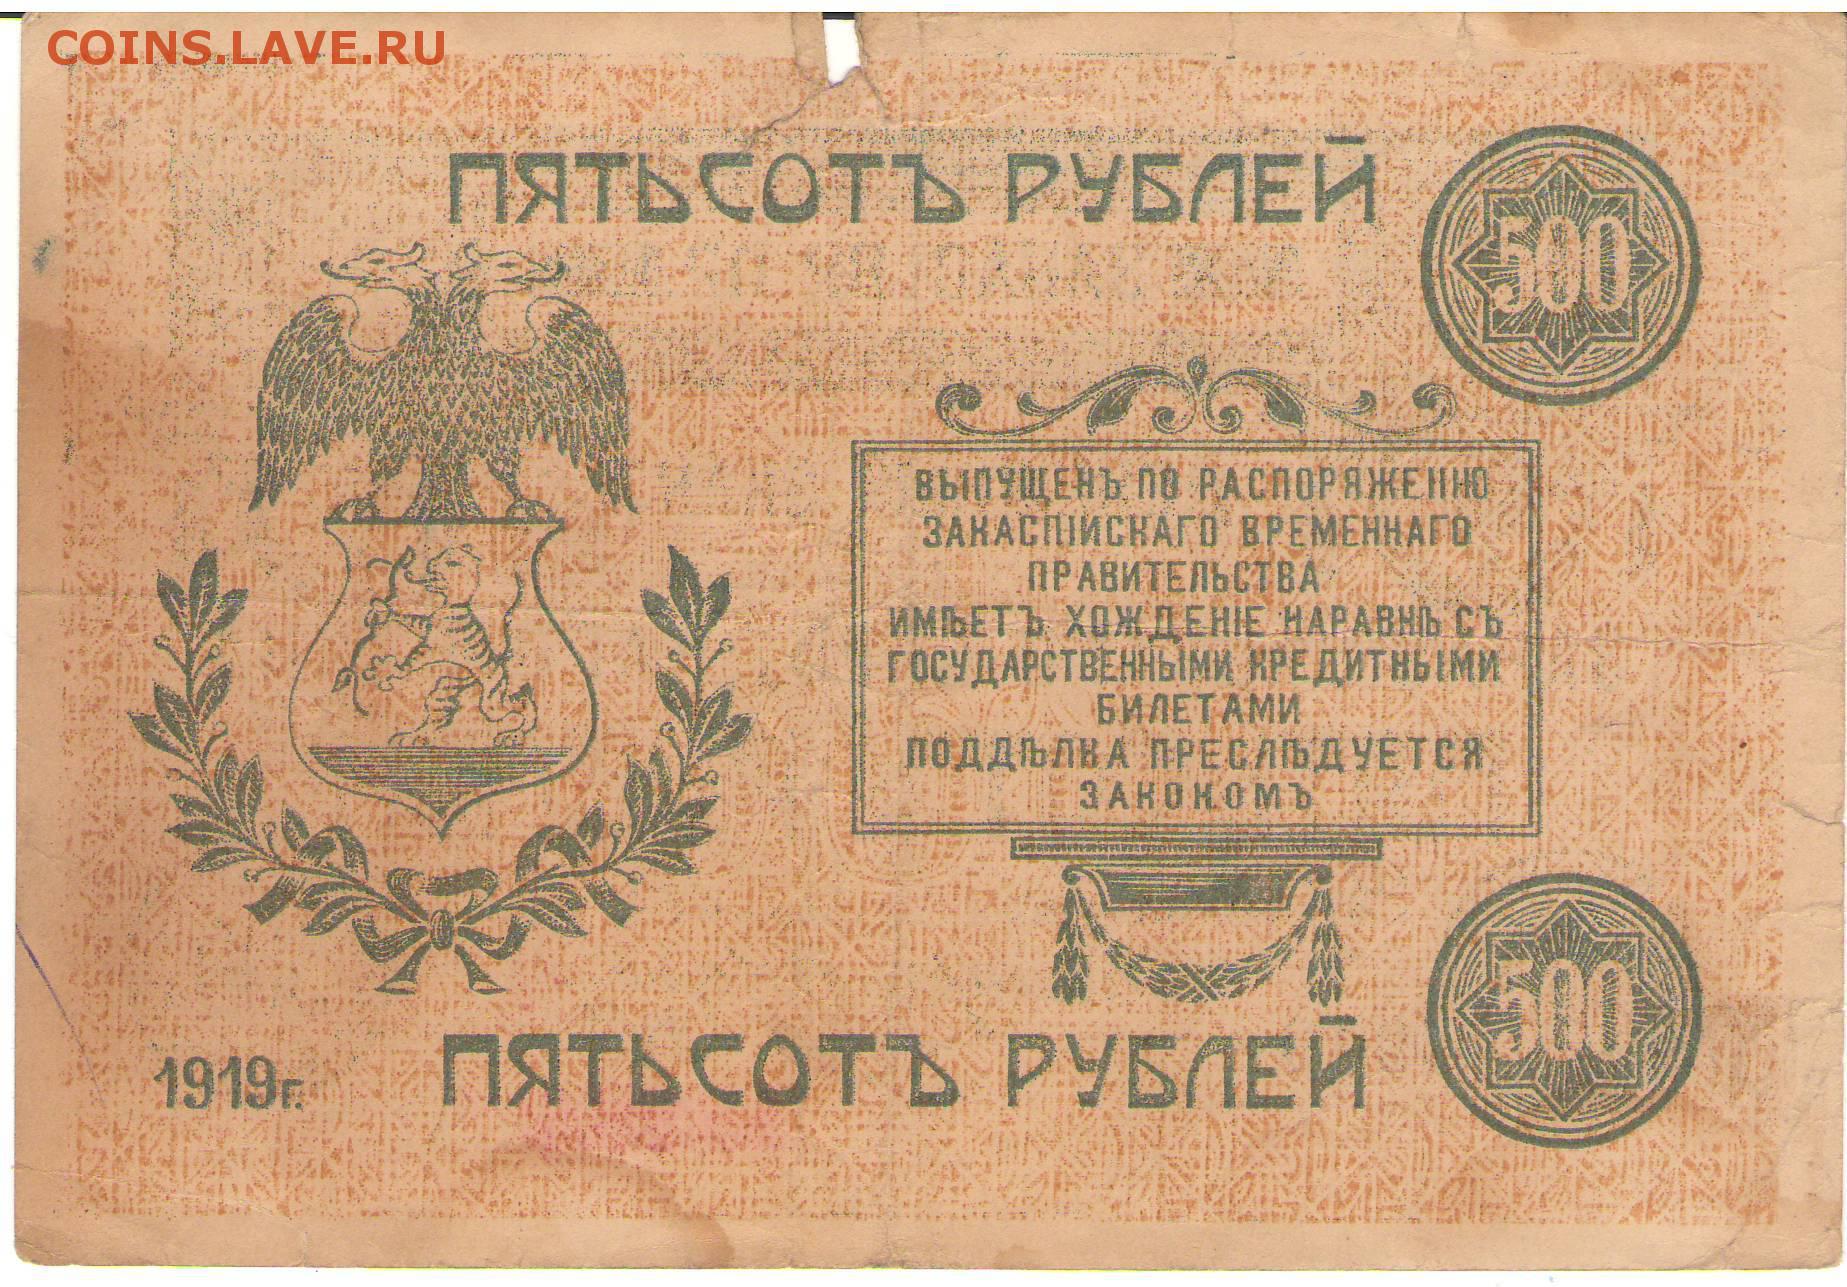 COINS.LAVE.RU
ПЯТЬСОТЪ РУБЛЕЙ
500
ВЫПУЩЕНЪ ПО РАСПОРЯЖЕНІЮ
ЗАКАСПІЙСКАГО ВРЕМЕННАГО
ПРАВИТЕЛЬСТВА
ИМѢЕТЪ ХОЖДЕНІЕ НАРАВНѢ СЪ
ГОСУДАРСТВЕННЫМИ КРЕДИТНЫМИ
БИЛЕТАМИ
ПОДДѢЛКА ПРЕСЛѢДУЕТСЯ
ЗАКОКОМЪ
500
1919г.
ПЯТЬСОТЪ РУБЛЕЙ